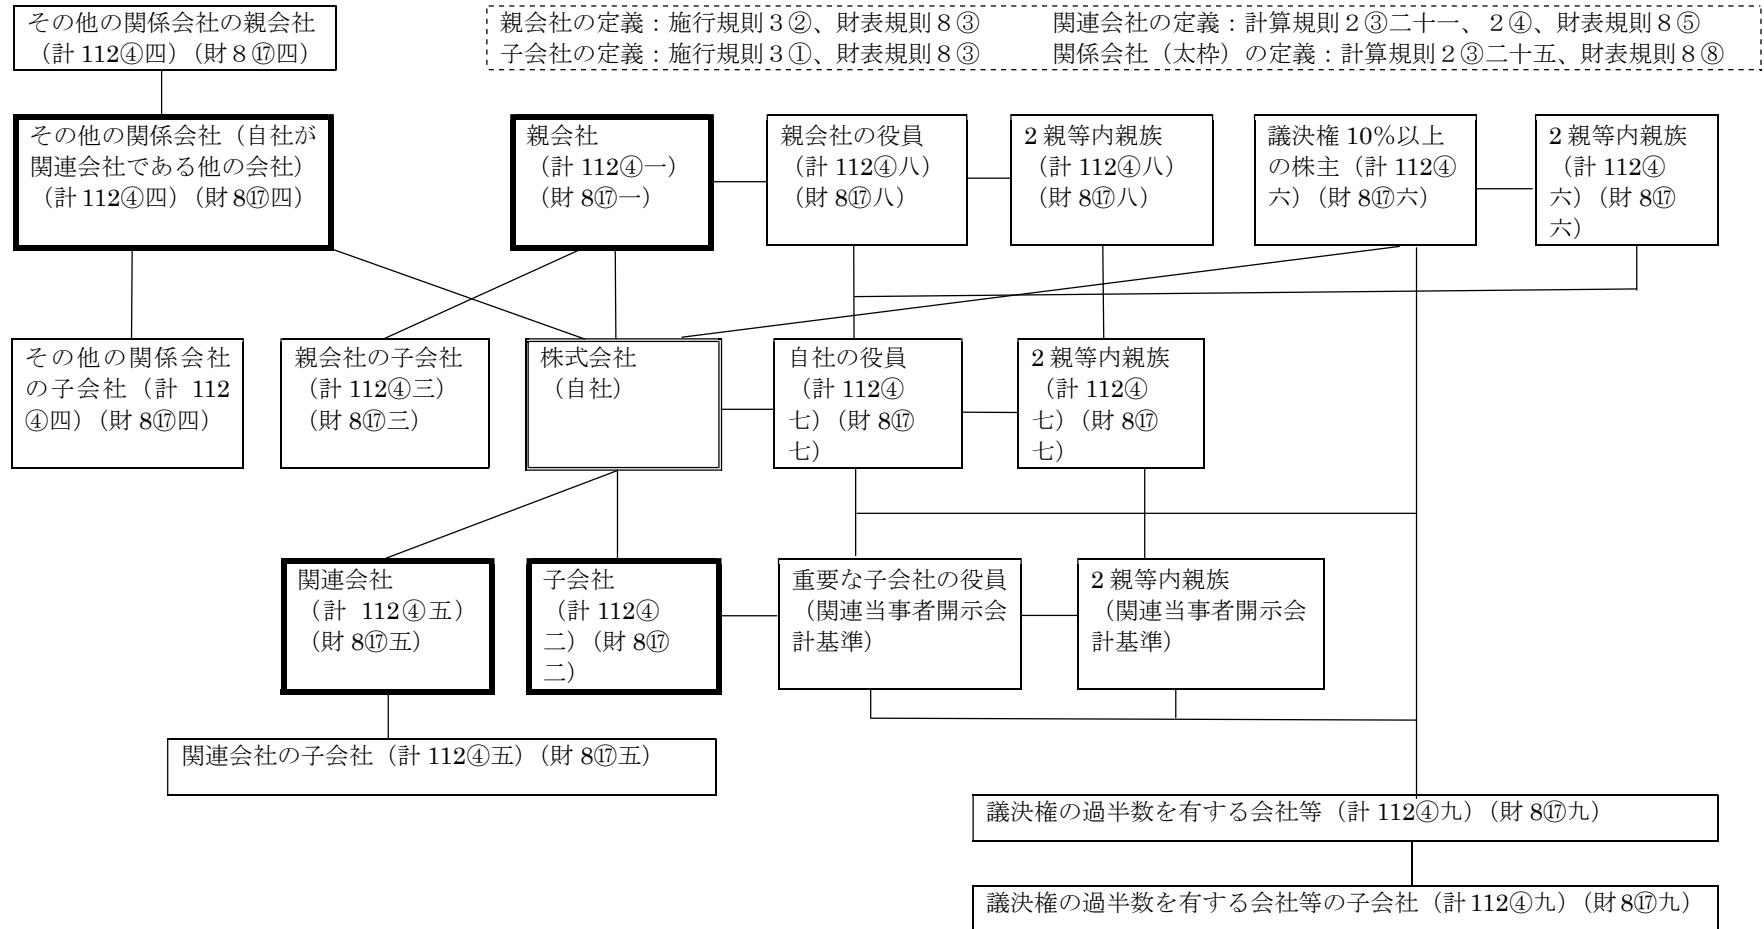 その他の関係会社の親会社
（計 112④四）（財 8⑰四）
親会社の定義：施行規則３②、財表規則８③　　関連会社の定義：計算規則２③二十一、２④、財表規則８⑤
子会社の定義：施行規則３①、財表規則８③　　関係会社（太枠）の定義：計算規則２③二十五、財表規則８⑧
その他の関係会社（自社が
関連会社である他の会社）
（計 112④四）（財 8⑰四）
親会社
（計 112④一）
（財 8⑰一）
親会社の役員
（計 112④八）
（財 8⑰八）
2 親等内親族
（計 112④八）
（財 8⑰八）
議決権 10%以上
の株主（計 112④
六）（財 8⑰六）
2 親等内親族
（計 112④
六）（財 8⑰
六）
その他の関係会社
の子会社（計 112
④四）（財 8⑰四）
親会社の子会社
（計 112④三）
（財 8⑰三）
株式会社
（自社）
自社の役員
（計 112④
七）（財 8⑰
七）
2 親等内親族
（計 112④
七）（財 8⑰
七）
関連会社
（計 112④五）
（財 8⑰五）
子会社
（計 112④
二）（財 8⑰
二）
重要な子会社の役員
（関連当事者開示会
計基準）
2 親等内親族
（関連当事者開示会
計基準）
関連会社の子会社（計 112④五）（財 8⑰五）
議決権の過半数を有する会社等（計 112④九）（財 8⑰九）
議決権の過半数を有する会社等の子会社（計 112④九）（財 8⑰九）